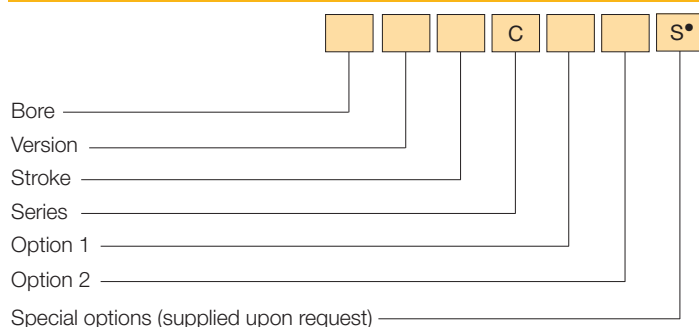 C S•
Bore
Version
Stroke
Series
Option 1
Option 2
Special options (supplied upon request)